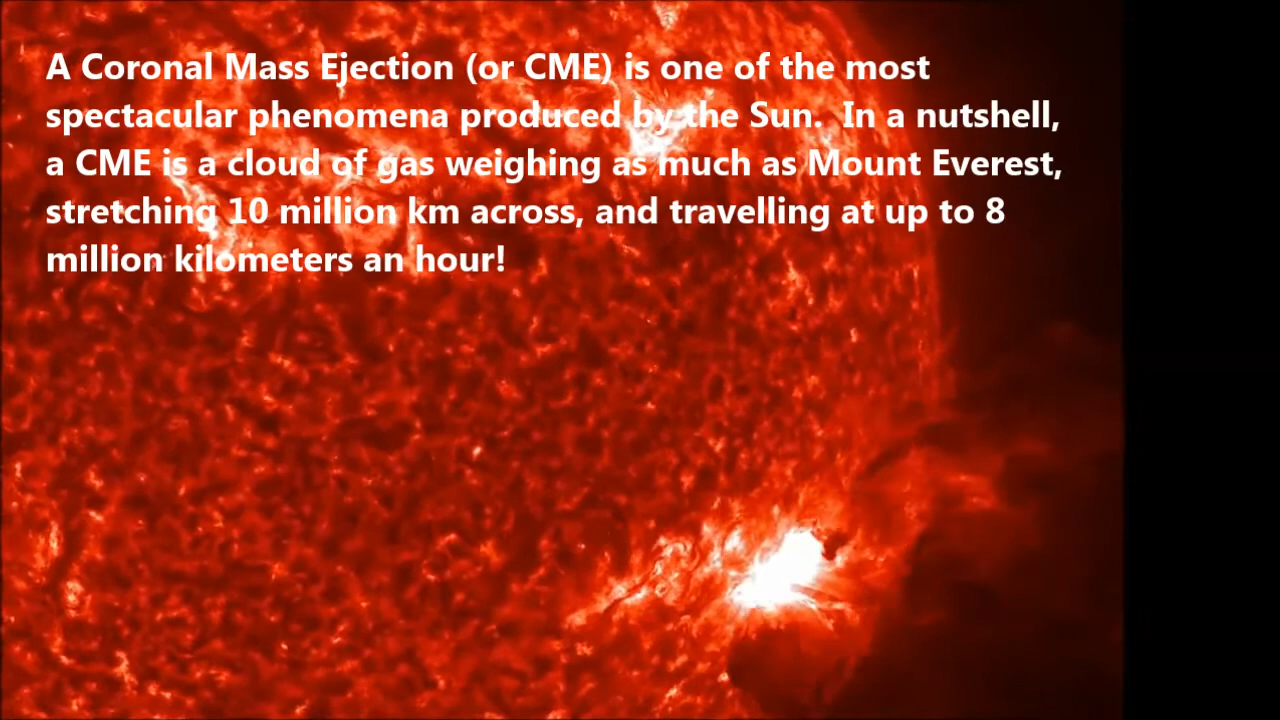 A Coronal Mass Ejection (or CME) is one of the most
spectacular phenomena produced by the Sun.  In a nutshell,
a CME is a cloud of gas weighing as much as Mount Everest,
stretching 10 million km across, and travelling at up to 8
million kilometers an hour!